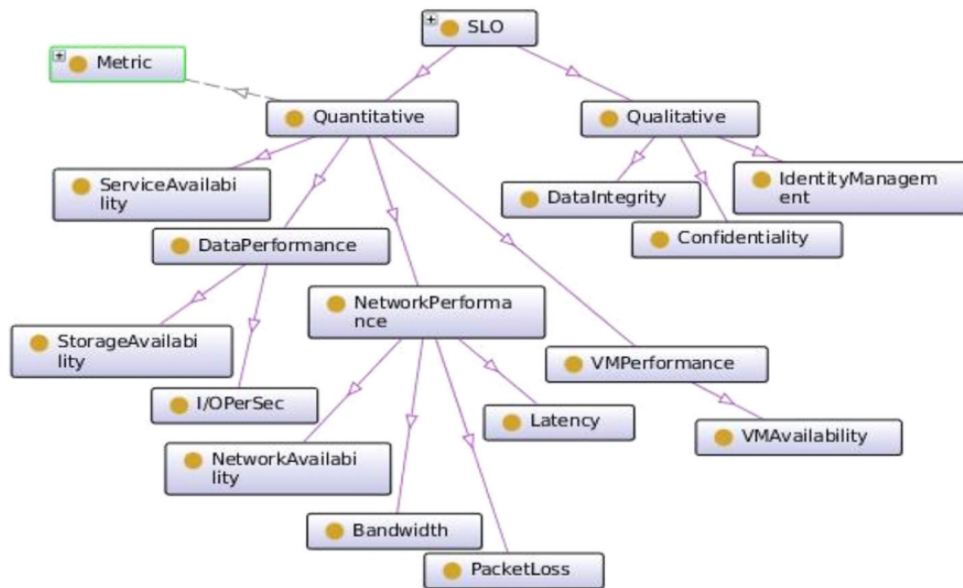 SLO
Metric
Quantitative
Qualitative
ServiceAvailabi
lity
DataIntegrity
IdentityManagem
ent
DataPerformance
Confidentiality
NetworkPerforma
nce
StorageAvailabi
lity
VMPerformance
I/OPerSec
Latency
VMAvailability
NetworkAvailabi
lity
Bandwidth
PacketLoss